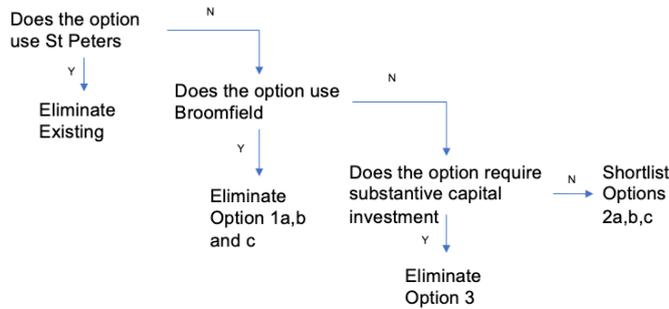 Does the option
use St Peters
N
Y
Eliminate
Existing
Does the option use
Broomfield
N
Y
Eliminate
Option 1a,b
and c
Does the option require
substantive capital
investment
N
Shortlist
Options
2a,b,c
Y
Eliminate
Option 3